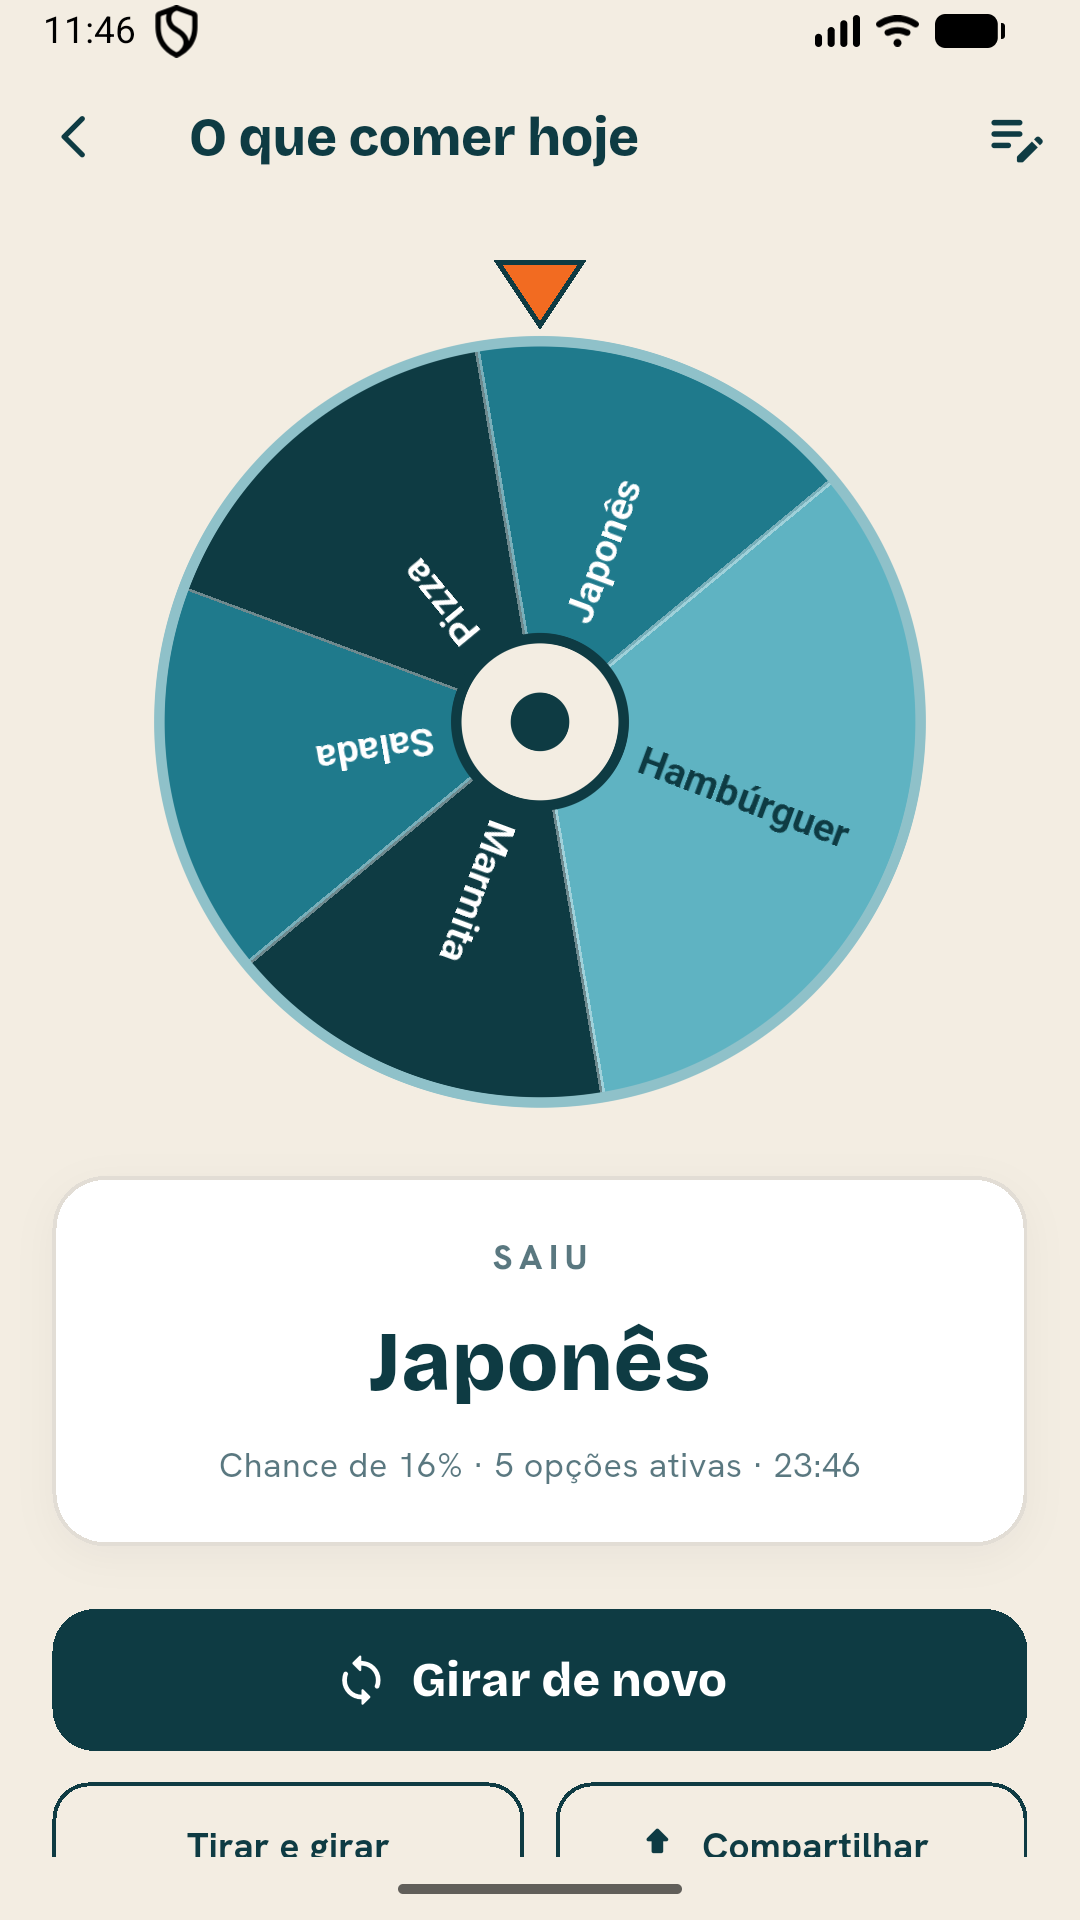 11:46
O que comer hoje
Japonês
Pizza
Hambúrguer
Salada
Marmita
SAIU
Japonês
Chance de 16% · 5 opções ativas · 23:46
Girar de novo
Tirar e girar
Compartilhar